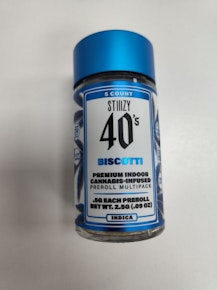 5 COUNT
STIIIZY
40's
BISCOTTI
PREMIUM INDOOR
CANNABIS-INFUSED
PREROLL MULTIPACK
.5G EACH PREROLL
NET WT. 2.5G (.09 OZ)
INDICA